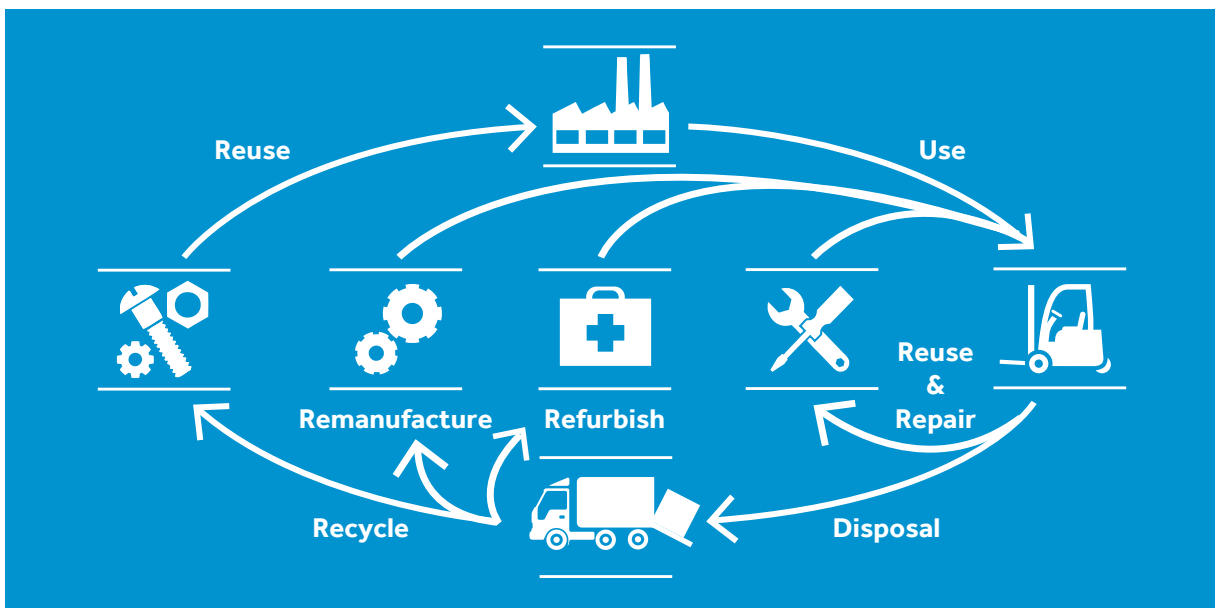 Reuse
Use
Reuse
&
Repair
Remanufacture
Refurbish
Recycle
Disposal